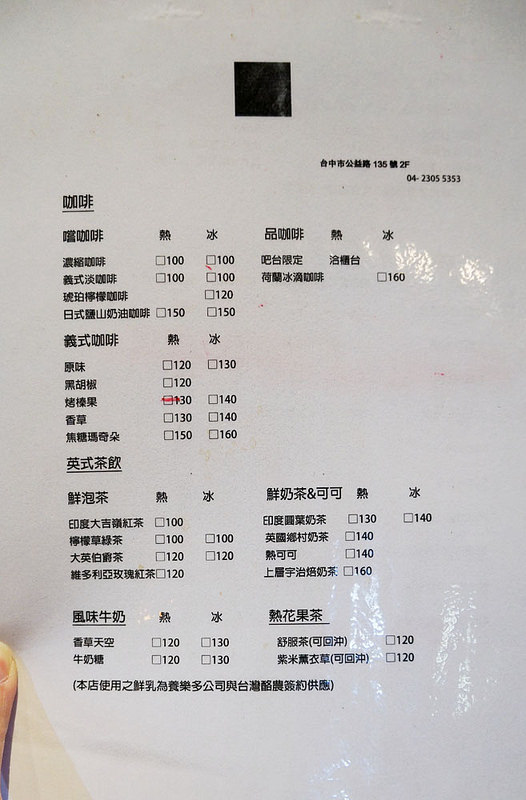 台中市公益路 135 號 2F
04- 2305 5353
咖啡
嚐咖啡 熱 冰
濃縮咖啡 □100 □100
義式淡咖啡 □100 □100
琥珀檸檬咖啡 □120
日式鹽山奶油咖啡 □150 □150
品咖啡 熱 冰
吧台限定 洽櫃台
荷蘭冰滴咖啡 □160
義式咖啡 熱 冰
原味 □120 □130
黑胡椒 □120
烤榛果 □130 □140
香草 □130 □140
焦糖瑪奇朵 □150 □160
英式茶飲
鮮泡茶 熱 冰
印度大吉嶺紅茶 □100
檸檬草綠茶 □100 □100
大英伯爵茶 □120 □120
維多利亞玫瑰紅茶 □120
鮮奶茶&可可 熱 冰
印度圓葉奶茶 □130 □140
英國鄉村奶茶 □140
熱可可 □140
上層宇治焙奶茶 □160
風味牛奶 熱 冰
香草天空 □120 □130
牛奶糖 □120 □130
熱花果茶
舒服茶(可回沖) □120
紫米薰衣草(可回沖) □120
(本店使用之鮮乳為養樂多公司與台灣酪農簽約供應)